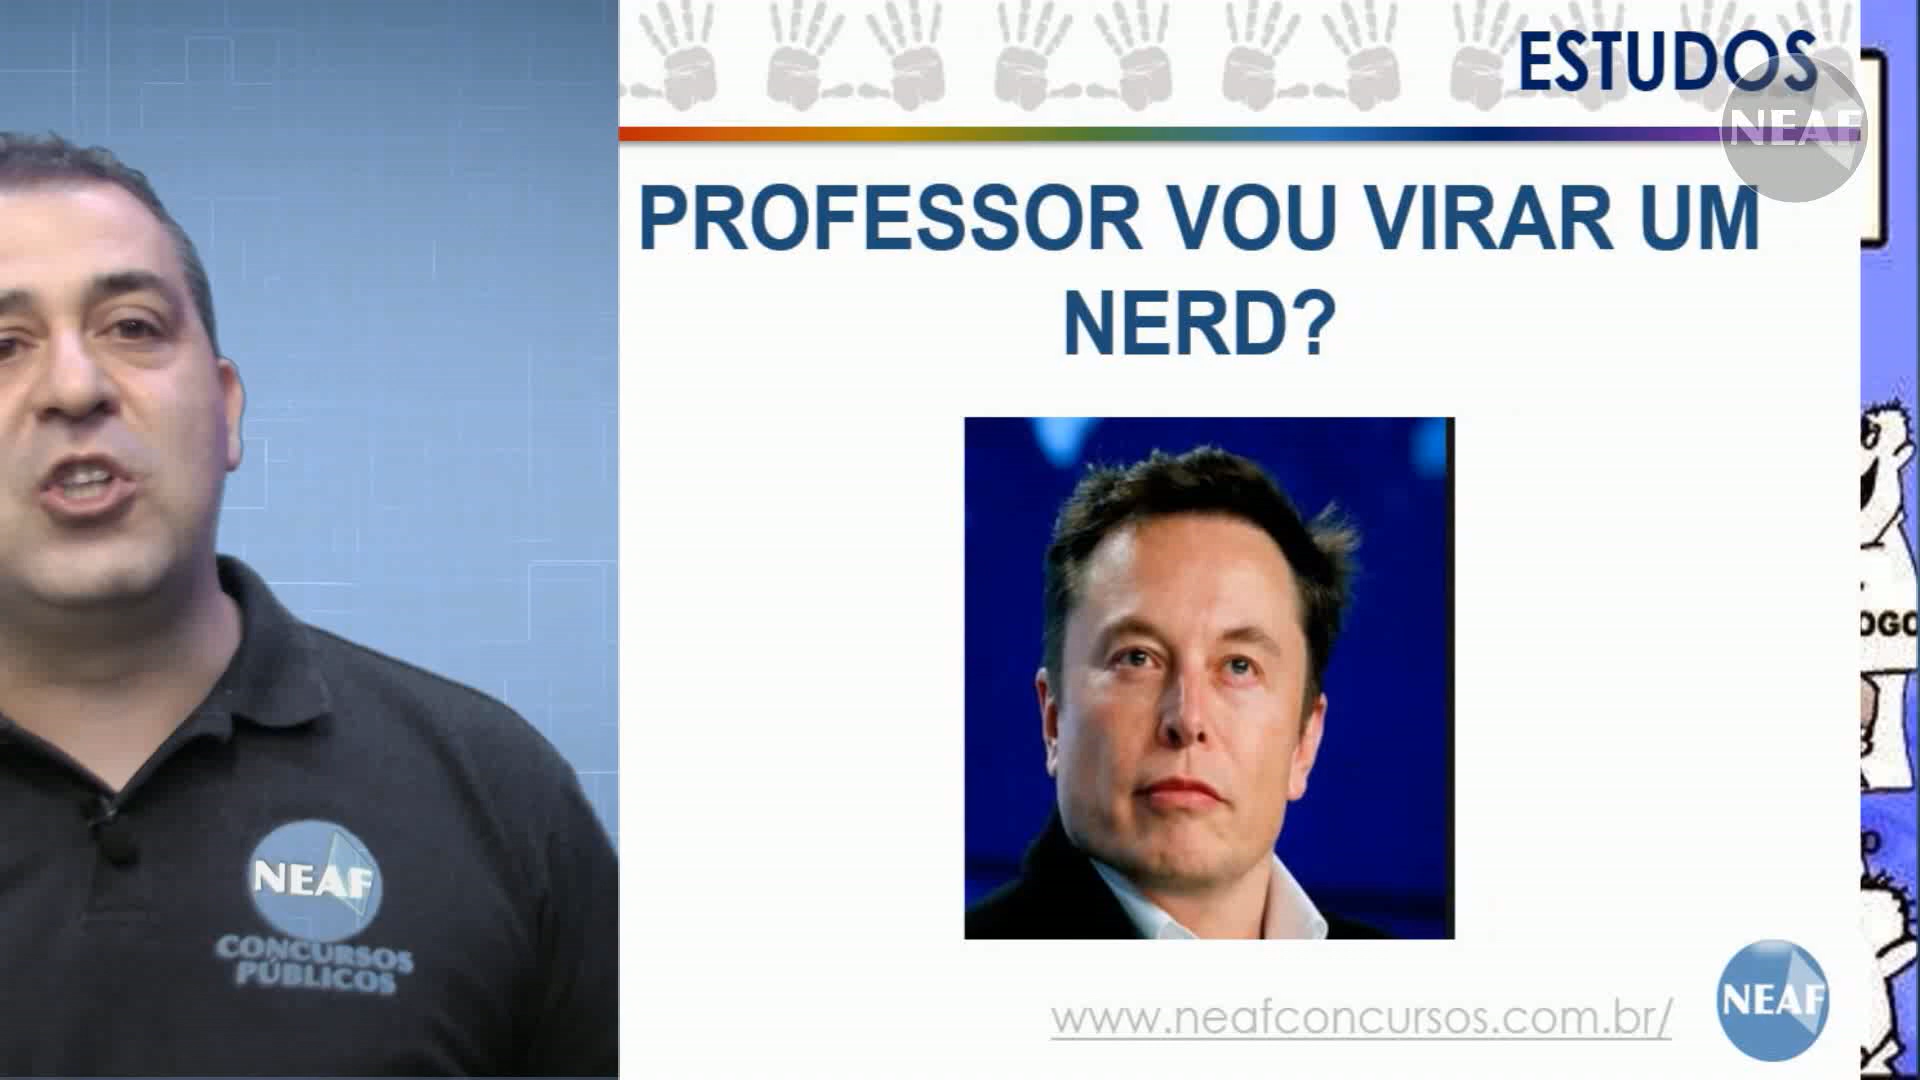 ESTUDOS
NEAF
PROFESSOR VOU VIRAR UM
NERD?
NEAF
CONCURSOS
PÚBLICOS
OGO
www.neafconcursos.com.br/
NEAF